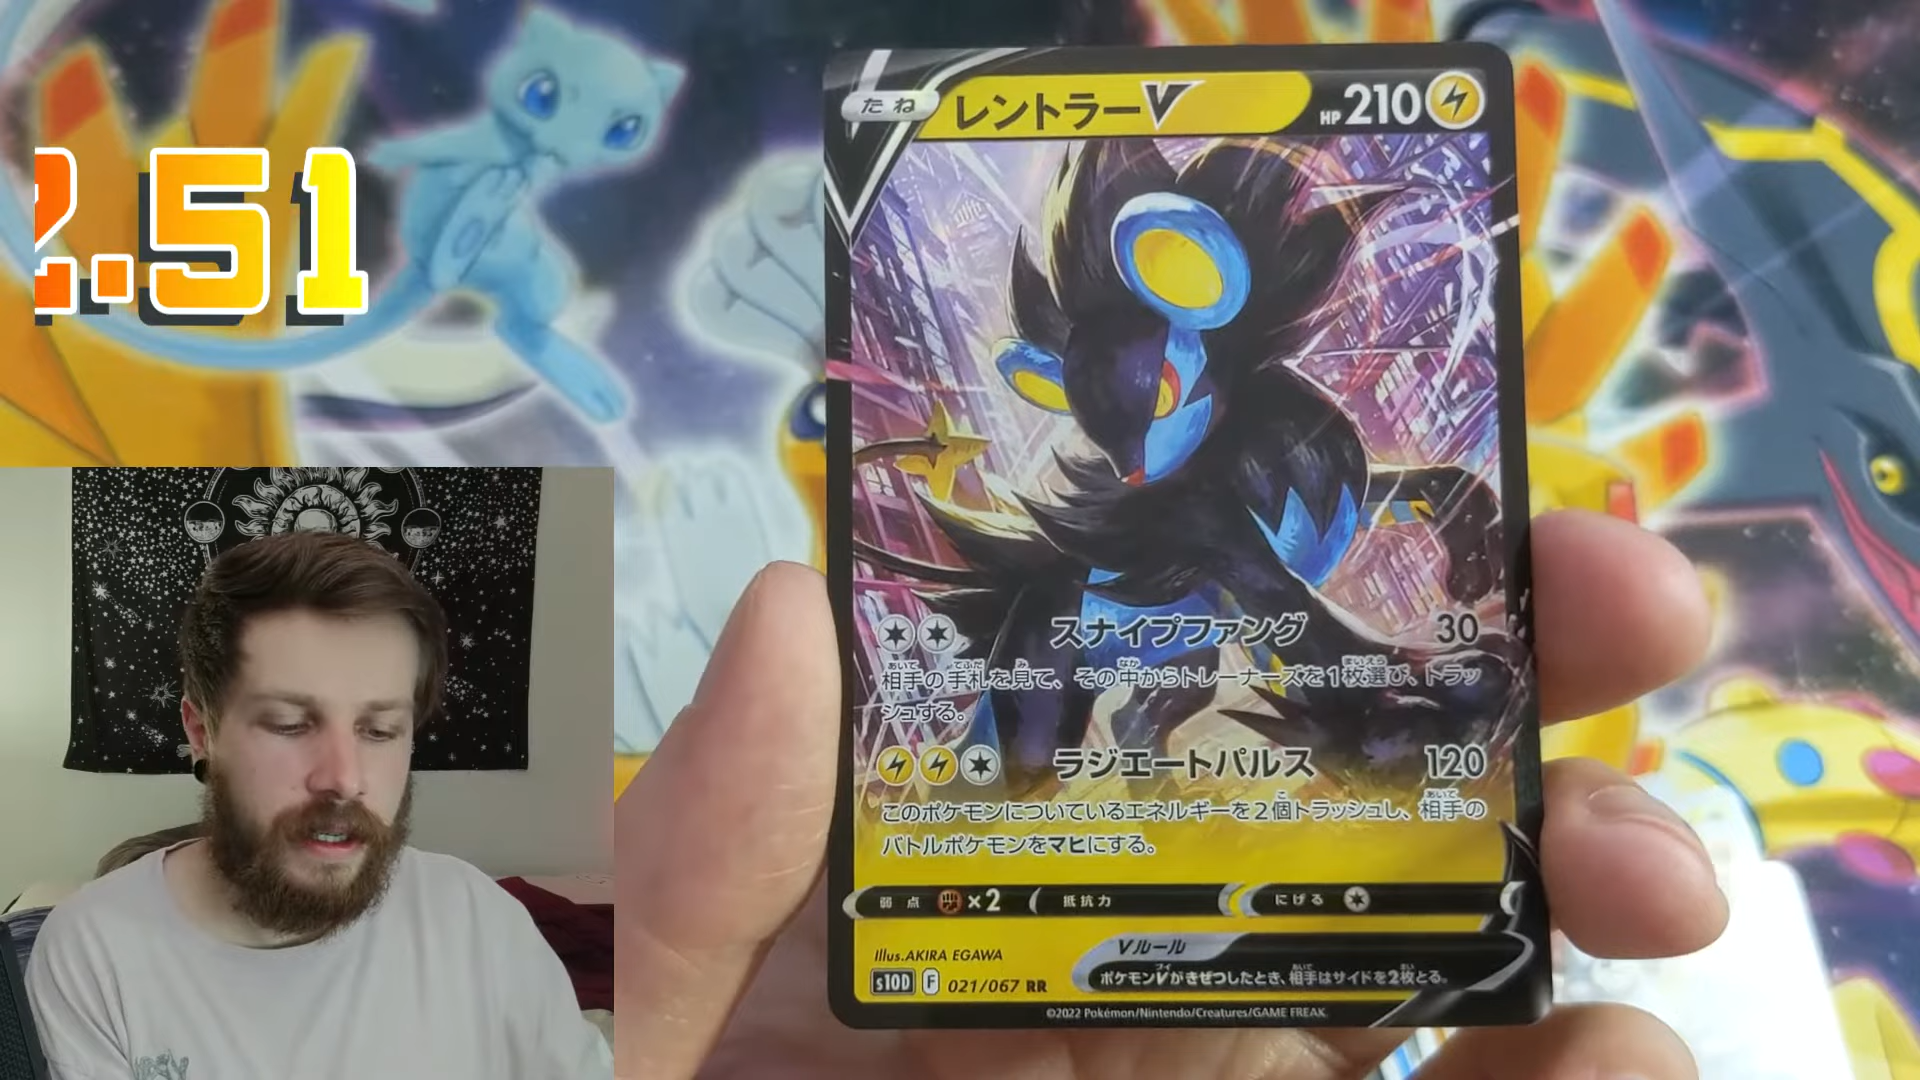 2.51
たね
レントラーV
HP210
スナイプファング 30
相手の手札を見て、その中からトレーナーズを1枚選び、トラッ
シュする。
ラジエートパルス 120
このポケモンについているエネルギーを2個トラッシュし、相手の
バトルポケモンをマヒにする。
弱点 ×2 抵抗力 にげる
Illus.AKIRA EGAWA
Vルール
ポケモンVがきぜつしたとき、相手はサイドを2枚とる。
s10D F 021/067 RR
©2022 Pokémon/Nintendo/Creatures/GAME FREAK.